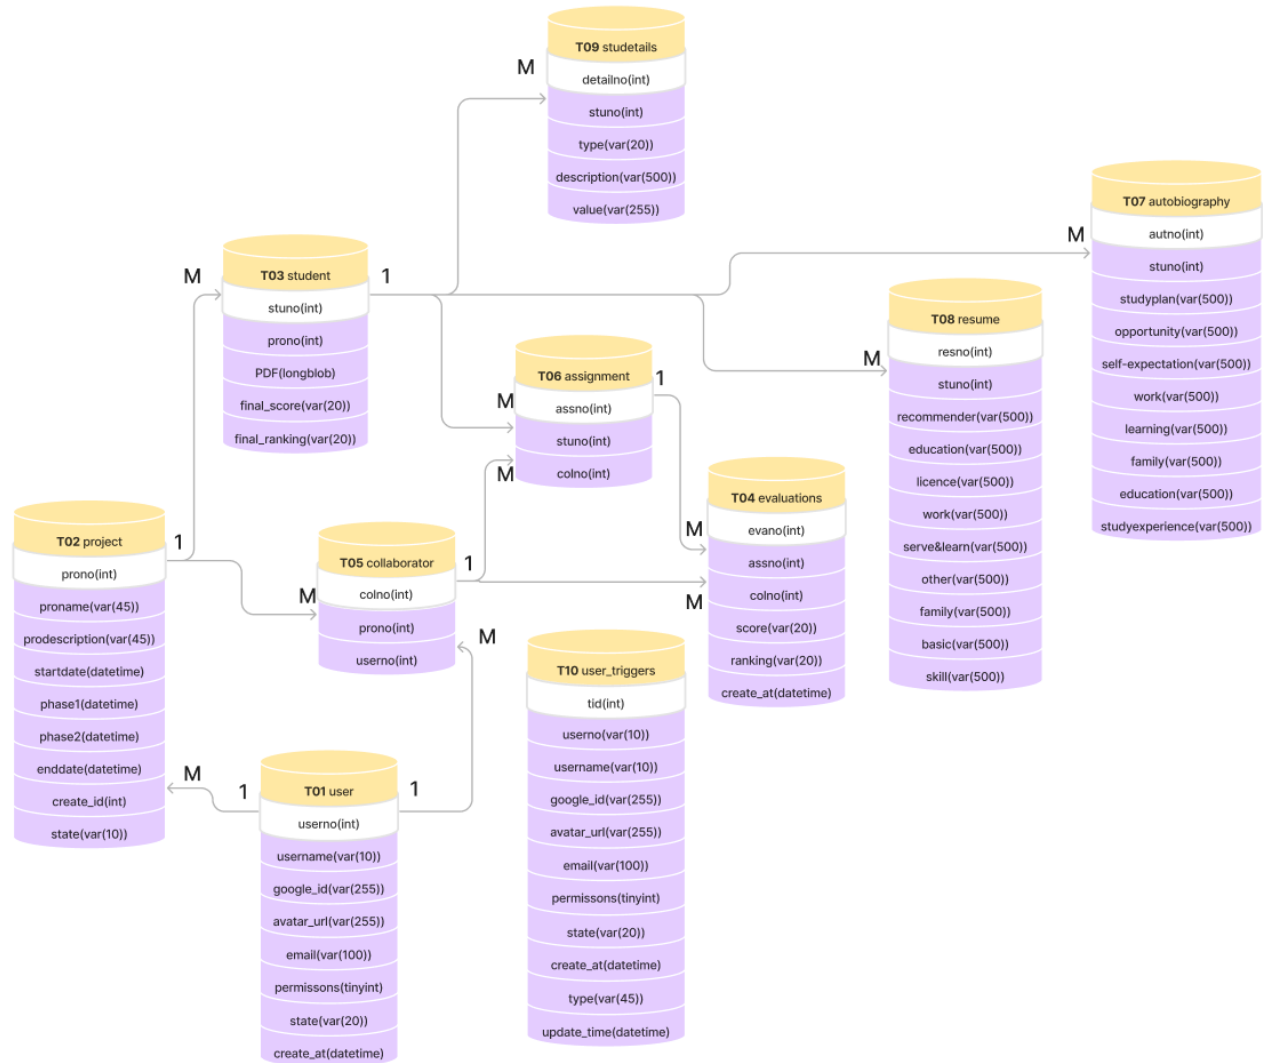 T09 studetails
detailno(int)
stuno(int)
type(var(20))
description(var(500))
value(var(255))
M
T07 autobiography
autno(int)
stuno(int)
studyplan(var(500))
opportunity(var(500))
self-expectation(var(500))
work(var(500))
learning(var(500))
family(var(500))
education(var(500))
studyexperience(var(500))
M
T03 student
stuno(int)
prono(int)
PDF(longblob)
final_score(var(20))
final_ranking(var(20))
M
1
T08 resume
resno(int)
stuno(int)
recommender(var(500))
education(var(500))
licence(var(500))
work(var(500))
serve&learn(var(500))
other(var(500))
family(var(500))
basic(var(500))
skill(var(500))
M
T06 assignment
assno(int)
stuno(int)
colno(int)
M
M
1
T04 evaluations
evano(int)
assno(int)
colno(int)
score(var(20))
ranking(var(20))
create_at(datetime)
M
M
T02 project
prono(int)
proname(var(45))
prodescription(var(45))
startdate(datetime)
phase1(datetime)
phase2(datetime)
enddate(datetime)
create_id(int)
state(var(10))
1
M
T05 collaborator
colno(int)
prono(int)
userno(int)
M
1
M
T10 user_triggers
tid(int)
userno(var(10))
username(var(10))
google_id(var(255))
avatar_url(var(255))
email(var(100))
permissons(tinyint)
state(var(20))
create_at(datetime)
type(var(45))
update_time(datetime)
T01 user
userno(int)
username(var(10))
google_id(var(255))
avatar_url(var(255))
email(var(100))
permissons(tinyint)
state(var(20))
create_at(datetime)
1
1